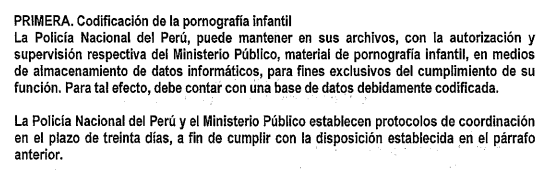 PRIMERA. Codificación de la pornografía infantil
La Policía Nacional del Perú, puede mantener en sus archivos, con la autorización y
supervisión respectiva del Ministerio Público, material de pornografía infantil, en medios
de almacenamiento de datos informáticos, para fines exclusivos del cumplimiento de su
función. Para tal efecto, debe contar con una base de datos debidamente codificada.
La Policía Nacional del Perú y el Ministerio Público establecen protocolos de coordinación
en el plazo de treinta días, a fin de cumplir con la disposición establecida en el párrafo
anterior.